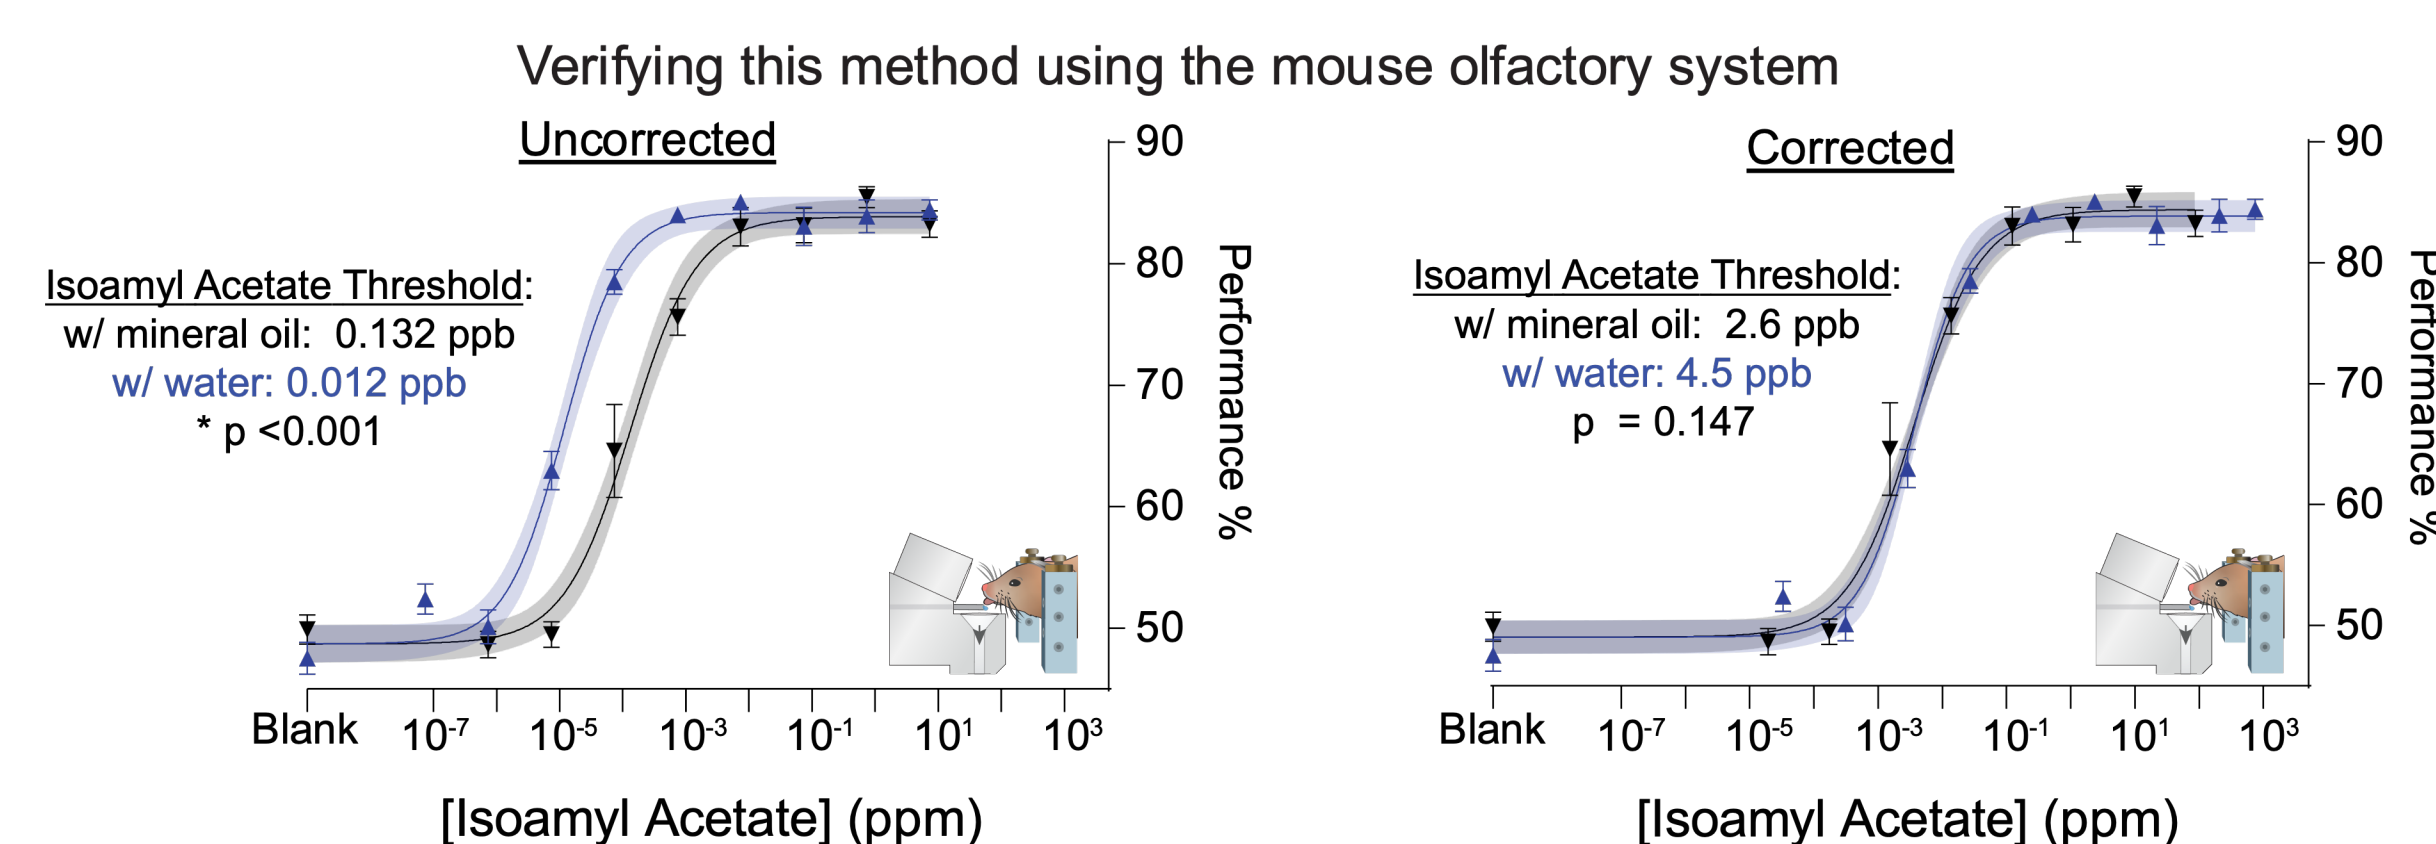 Verifying this method using the mouse olfactory system
Uncorrected
Isoamyl Acetate Threshold:
w/ mineral oil: 0.132 ppb
w/ water: 0.012 ppb
* p <0.001
90
80
70
60
50
Performance %
Blank 10⁻⁷ 10⁻⁵ 10⁻³ 10⁻¹ 10¹ 10³
[Isoamyl Acetate] (ppm)
Corrected
Isoamyl Acetate Threshold:
w/ mineral oil: 2.6 ppb
w/ water: 4.5 ppb
p = 0.147
90
80
70
60
50
Performance %
Blank 10⁻⁷ 10⁻⁵ 10⁻³ 10⁻¹ 10¹ 10³
[Isoamyl Acetate] (ppm)